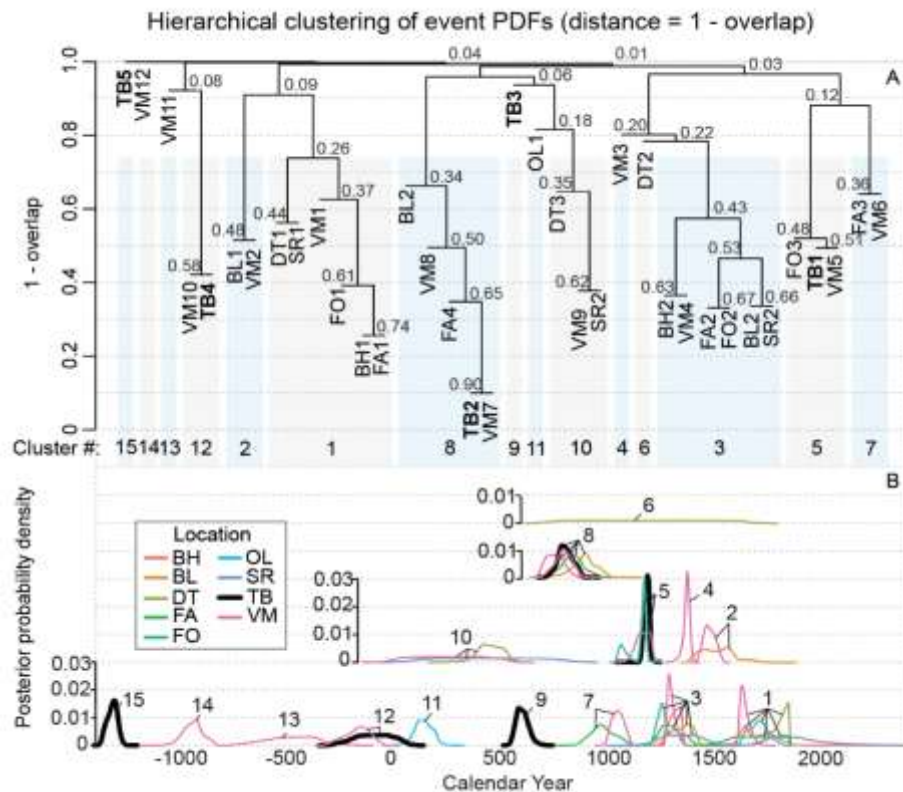 Hierarchical clustering of event PDFs (distance = 1 - overlap)
A
1 - overlap
1.0
0.8
0.6
0.4
0.2
0
0.04
0.01
0.08
0.09
0.06
0.03
0.12
0.18
0.20
0.22
0.26
0.34
0.35
0.36
0.37
0.43
0.44
0.48
0.48
0.50
0.51
0.53
0.58
0.61
0.62
0.63
0.65
0.66
0.67
0.74
0.90
TB5
VM12
VM11
VM10
TB4
BL1
VM2
DT1
SR1
VM1
FO1
BH1
FA1
BL2
VM8
FA4
TB2
VM7
TB3
OL1
DT3
VM9
SR2
VM3
DT2
BH2
VM4
FA2
FO2
BL2
SR2
FO3
TB1
VM5
FA3
VM6
Cluster #: 15 14 13 12 2 1 8 9 11 10 4 6 3 5 7
B
Posterior probability density
0.01
0
6
0.01
0
8
0.03
0.02
0.01
0
10
5
4
2
0.03
0.02
0.01
0
15
14
13
12
11
9
7
3
1
Location
BH OL
BL SR
DT TB
FA VM
FO
-1000 -500 0 500 1000 1500 2000
Calendar Year